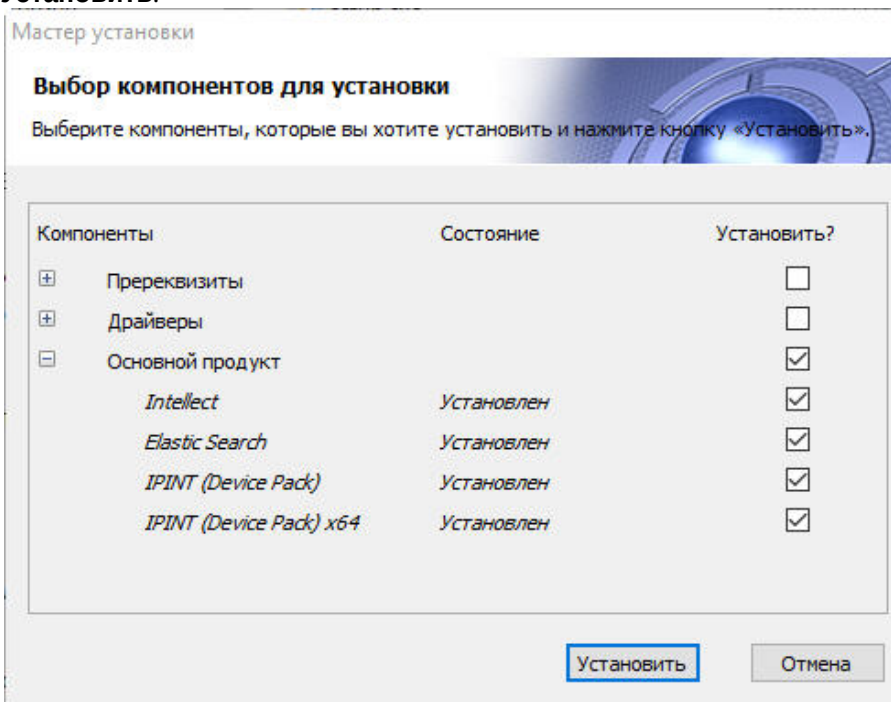 Установить.
Мастер установки
Выбор компонентов для установки
Выберите компоненты, которые вы хотите установить и нажмите кнопку «Установить».
Компоненты Состояние Установить?
Пререквизиты
Драйверы
Основной продукт
Intellect Установлен
Elastic Search Установлен
IPINT (Device Pack) Установлен
IPINT (Device Pack) x64 Установлен
Установить Отмена